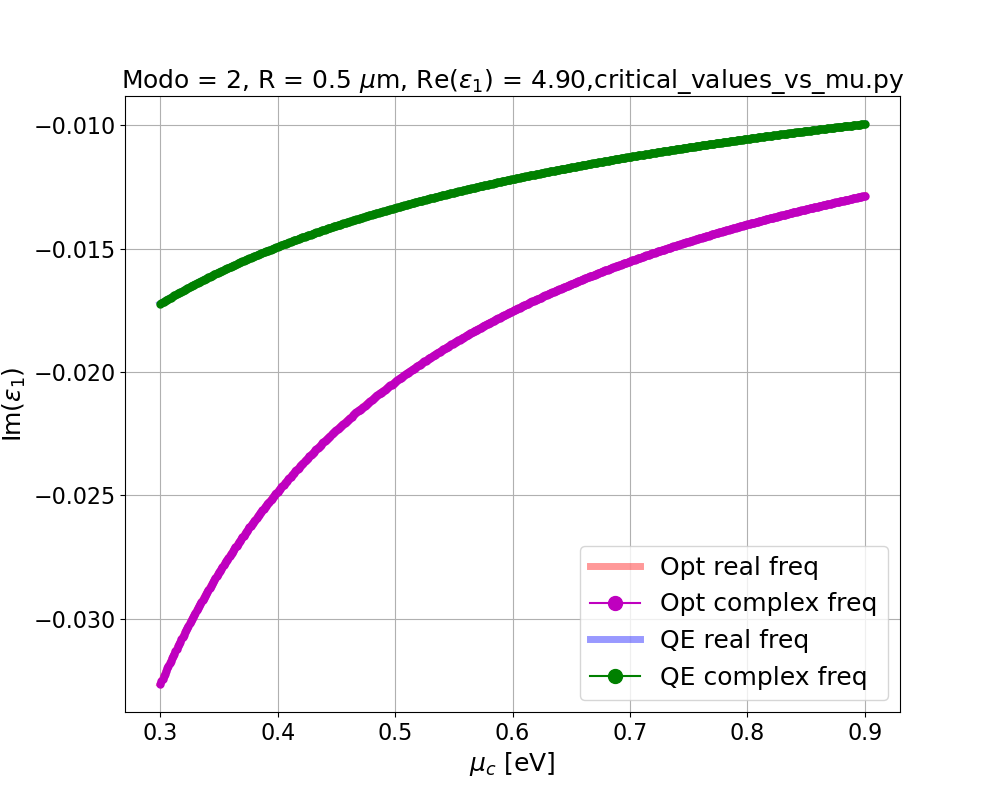 Modo = 2, R = 0.5 μm, Re(ε₁) = 4.90,critical_values_vs_mu.py
−0.010
−0.015
−0.020
−0.025
−0.030
Im(ε₁)
Opt real freq
Opt complex freq
QE real freq
QE complex freq
0.3 0.4 0.5 0.6 0.7 0.8 0.9
μ_c [eV]